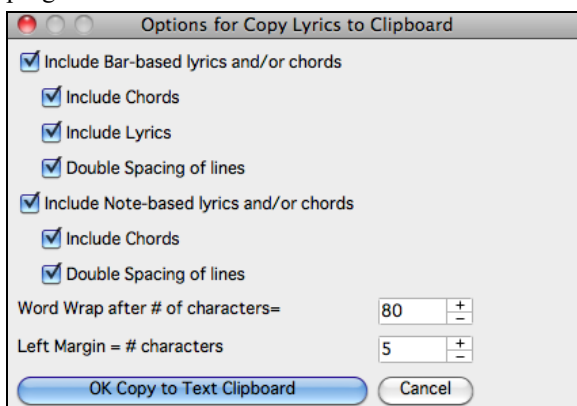 Options for Copy Lyrics to Clipboard
Include Bar-based lyrics and/or chords
Include Chords
Include Lyrics
Double Spacing of lines
Include Note-based lyrics and/or chords
Include Chords
Double Spacing of lines
Word Wrap after # of characters= 80
Left Margin = # characters 5
OK Copy to Text Clipboard Cancel